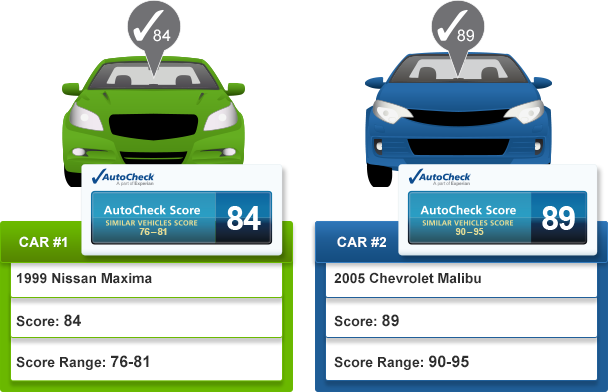 84
89
AutoCheck
A part of Experian
AutoCheck Score
SIMILAR VEHICLES SCORE
76–81
84
AutoCheck
A part of Experian
AutoCheck Score
SIMILAR VEHICLES SCORE
90–95
89
CAR #1
1999 Nissan Maxima
Score: 84
Score Range: 76-81
CAR #2
2005 Chevrolet Malibu
Score: 89
Score Range: 90-95